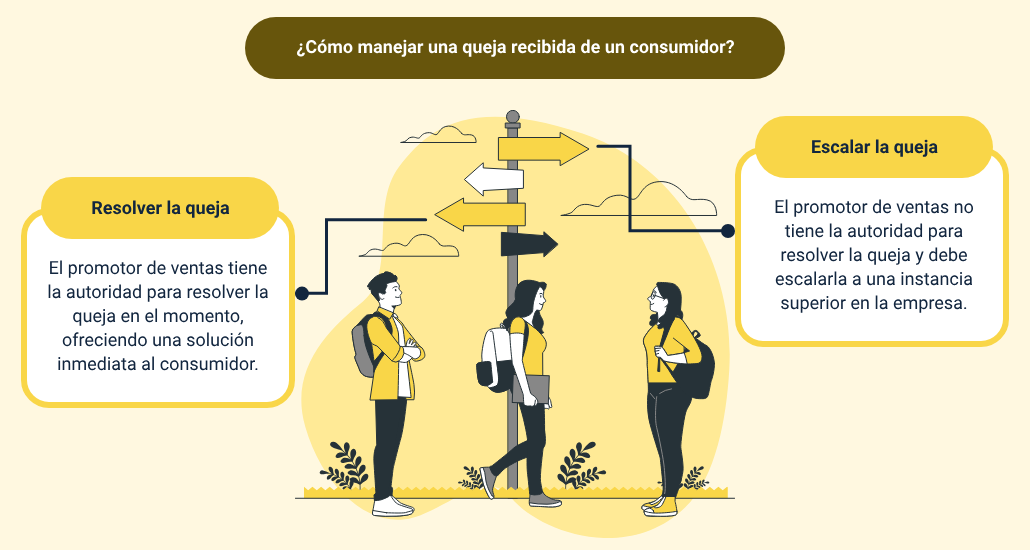 ¿Cómo manejar una queja recibida de un consumidor?
Resolver la queja
El promotor de ventas tiene
la autoridad para resolver la
queja en el momento,
ofreciendo una solución
inmediata al consumidor.
Escalar la queja
El promotor de ventas no
tiene la autoridad para
resolver la queja y debe
escalarla a una instancia
superior en la empresa.